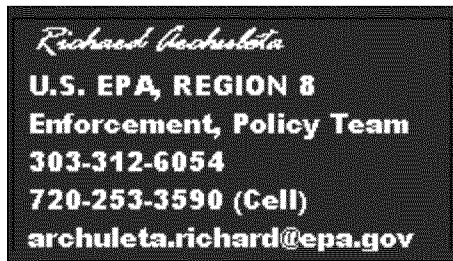 Richard Archuleta
U.S. EPA, REGION 8
Enforcement, Policy Team
303-312-6054
720-253-3590 (Cell)
archuleta.richard@epa.gov